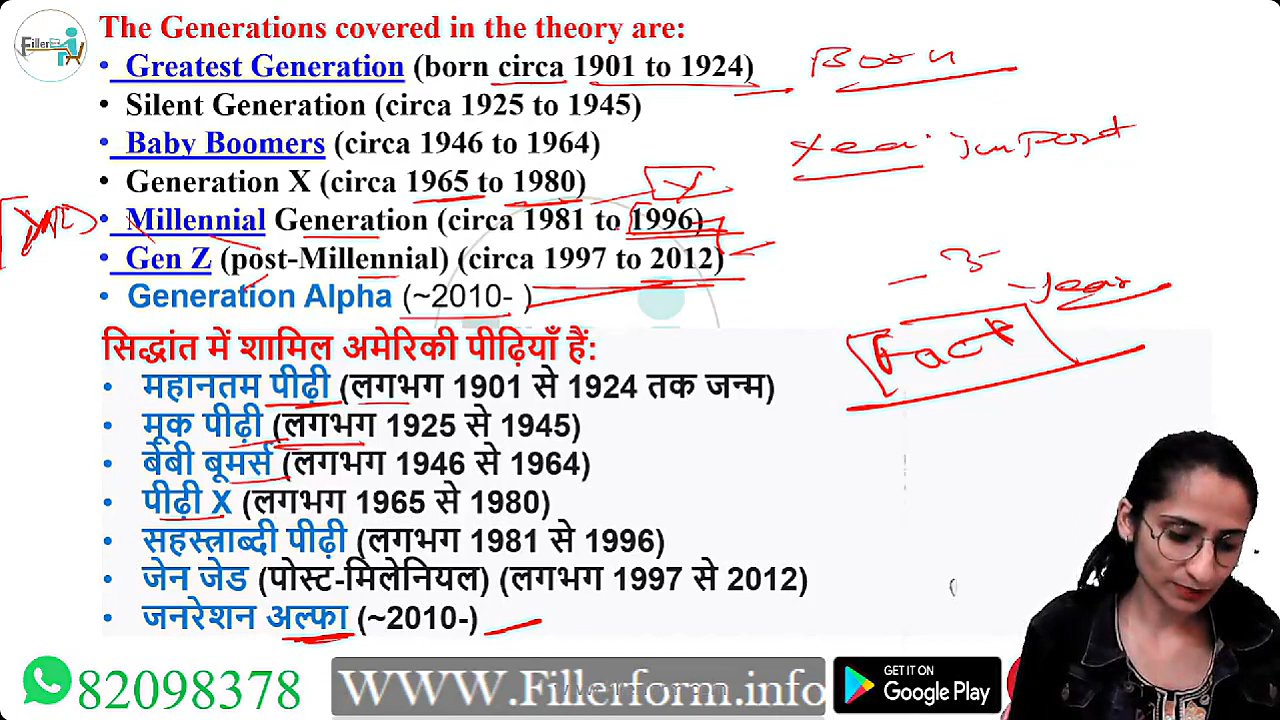 The Generations covered in the theory are:
• Greatest Generation (born circa 1901 to 1924)
• Silent Generation (circa 1925 to 1945)
• Baby Boomers (circa 1946 to 1964)
• Generation X (circa 1965 to 1980)
• Millennial Generation (circa 1981 to 1996)
• Gen Z (post-Millennial) (circa 1997 to 2012)
• Generation Alpha (~2010- )
Born
Year import
Y
3 - year
Fact
सिद्धांत में शामिल अमेरिकी पीढ़ियाँ हैं:
• महानतम पीढ़ी (लगभग 1901 से 1924 तक जन्म)
• मूक पीढ़ी (लगभग 1925 से 1945)
• बेबी बूमर्स (लगभग 1946 से 1964)
• पीढ़ी X (लगभग 1965 से 1980)
• सहस्त्राब्दी पीढ़ी (लगभग 1981 से 1996)
• जेन जेड (पोस्ट-मिलेनियल) (लगभग 1997 से 2012)
• जनरेशन अल्फा (~2010-)
82098378
WWW.Fillerform.info
GET IT ON
Google Play